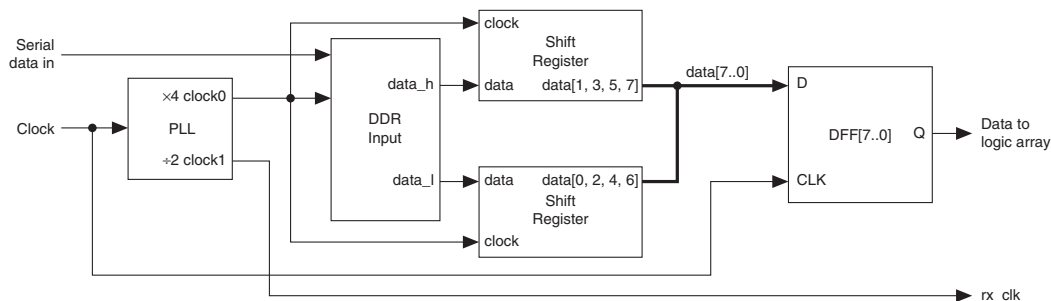 Serial
data in
Clock
×4 clock0
PLL
÷2 clock1
data_h
DDR
Input
data_l
clock
Shift
Register
data data[1, 3, 5, 7]
data data[0, 2, 4, 6]
Shift
Register
clock
data[7..0]
D
DFF[7..0]
Q
CLK
Data to
logic array
rx_clk